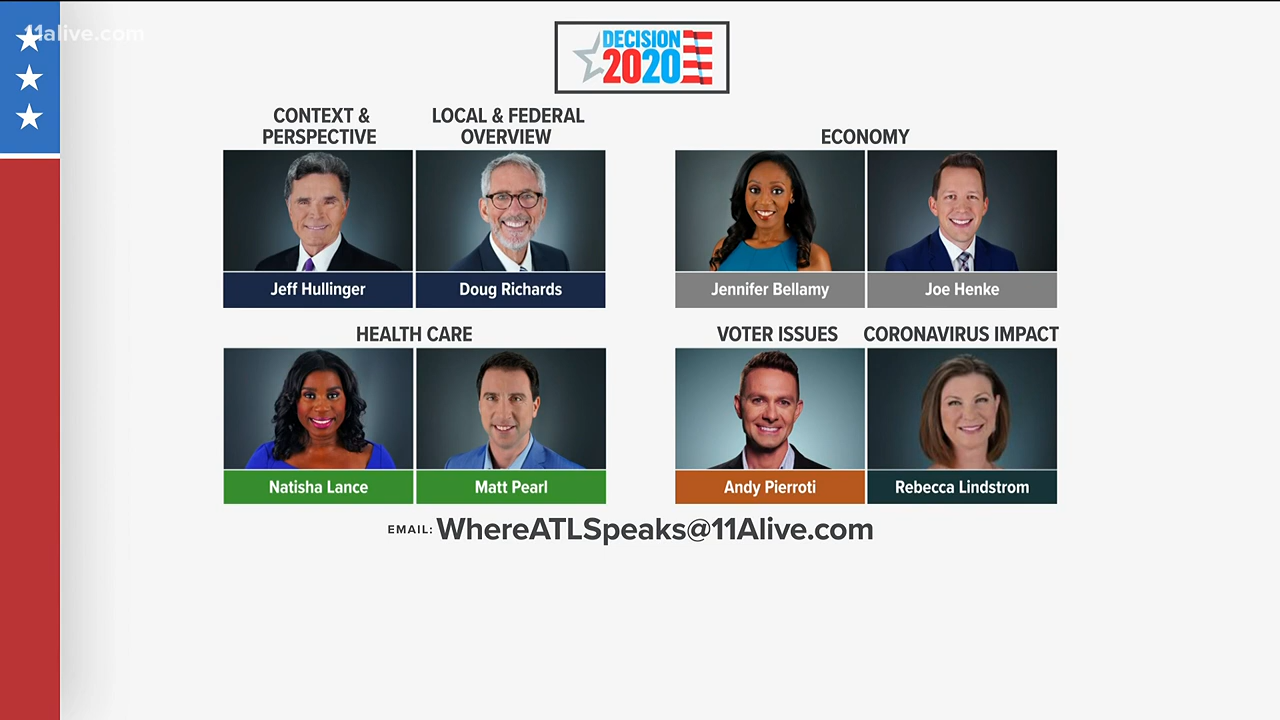 11alive.com
DECISION
2020
CONTEXT &
PERSPECTIVE
LOCAL & FEDERAL
OVERVIEW
ECONOMY
Jeff Hullinger
Doug Richards
Jennifer Bellamy
Joe Henke
HEALTH CARE
VOTER ISSUES
CORONAVIRUS IMPACT
Natisha Lance
Matt Pearl
Andy Pierroti
Rebecca Lindstrom
EMAIL: WhereATLSpeaks@11Alive.com